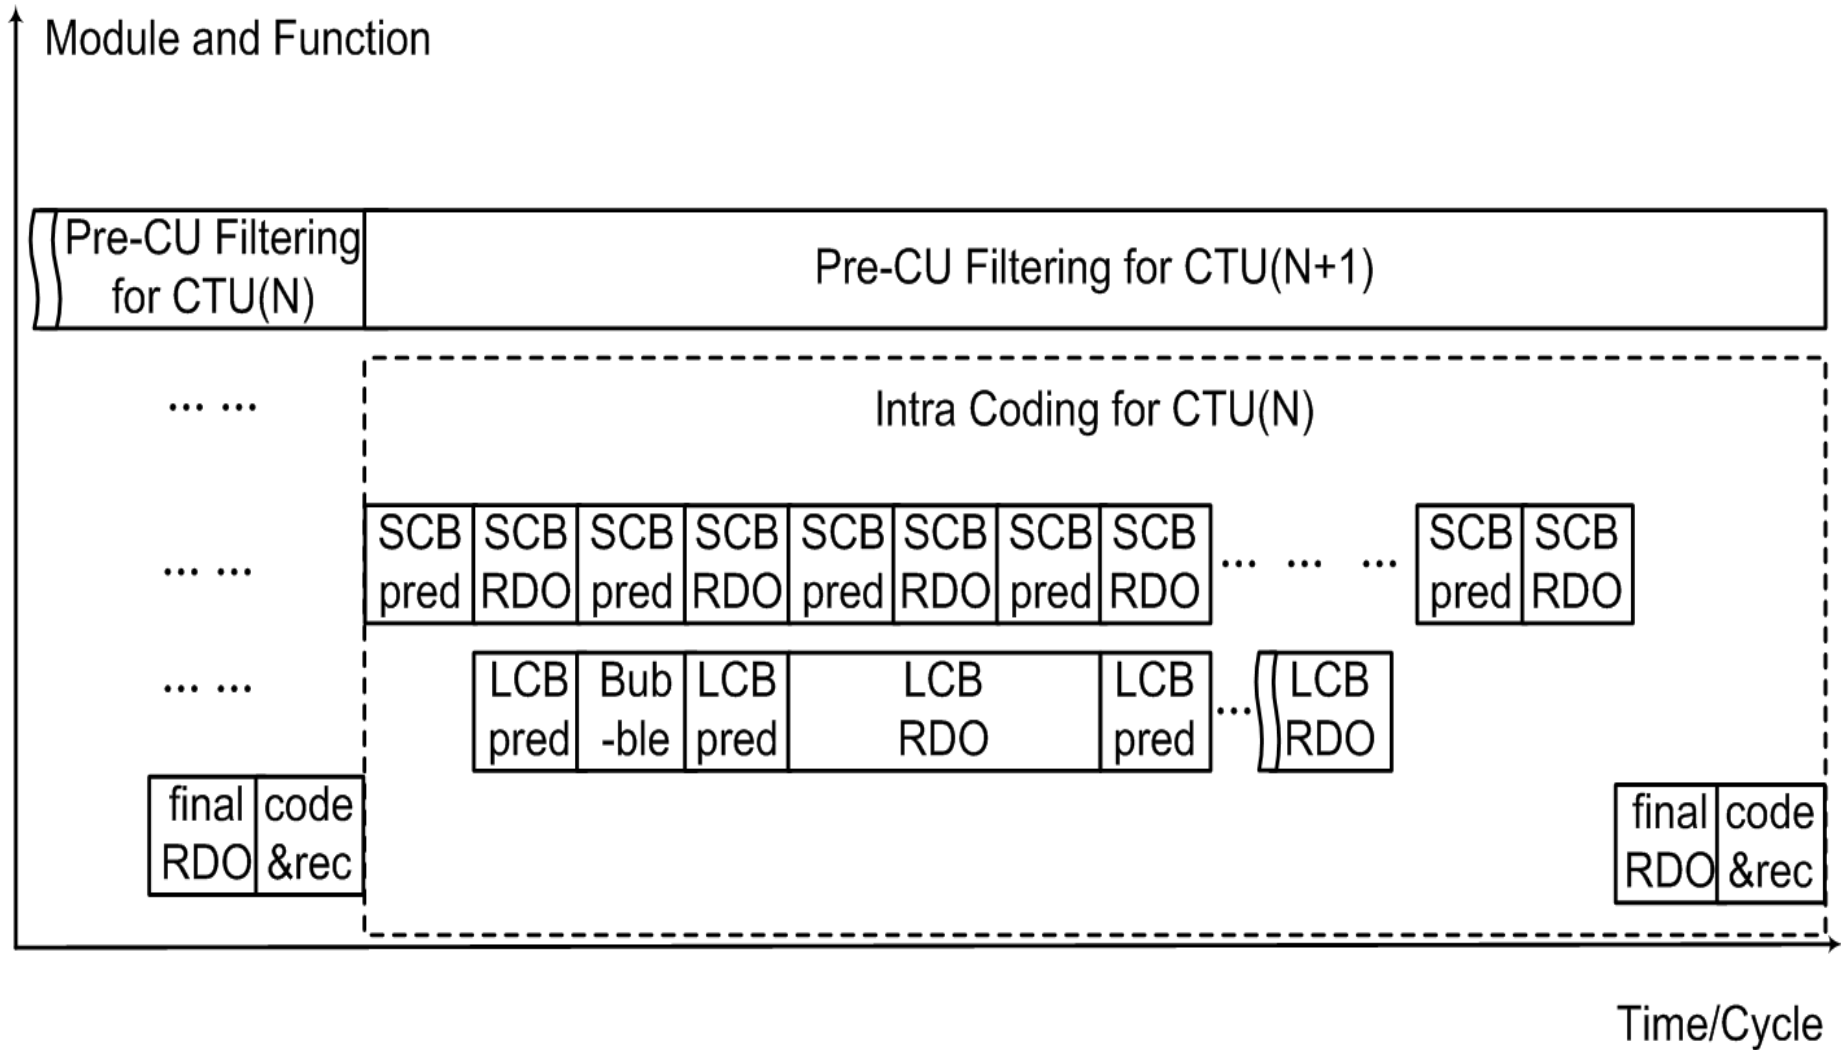 Module and Function
Pre-CU Filtering
for CTU(N)
Pre-CU Filtering for CTU(N+1)
... ...
Intra Coding for CTU(N)
... ...
SCB pred
SCB RDO
SCB pred
SCB RDO
SCB pred
SCB RDO
SCB pred
SCB RDO
... ... ...
SCB pred
SCB RDO
... ...
LCB pred
Bub
-ble
LCB pred
LCB RDO
LCB pred
...
LCB RDO
final RDO
code &rec
final RDO
code &rec
Time/Cycle